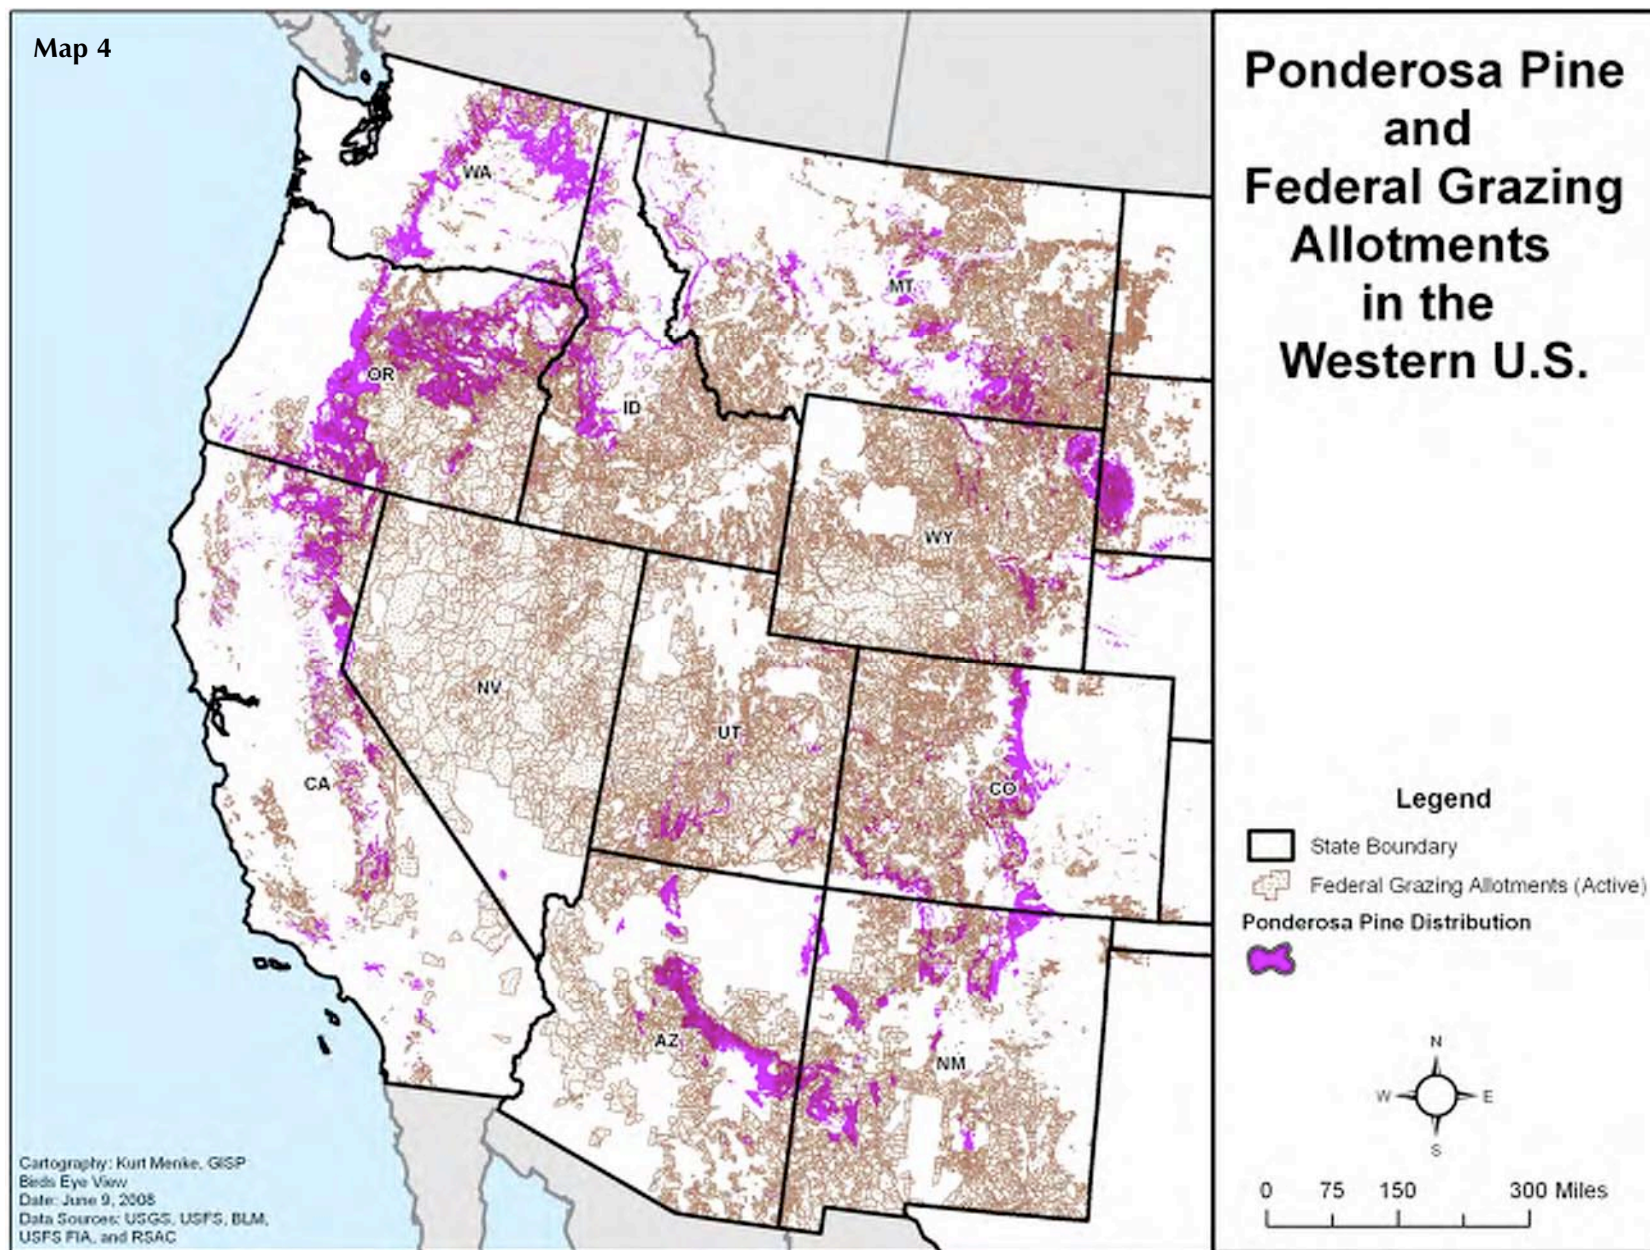 Map 4
Ponderosa Pine
and
Federal Grazing
Allotments
in the
Western U.S.
WA
MT
OR
ID
WY
NV
UT
CO
CA
AZ
NM
Legend
State Boundary
Federal Grazing Allotments (Active)
Ponderosa Pine Distribution
N
W
E
S
0 75 150 300 Miles
Cartography: Kurt Menke, GISP
Birds Eye View
Date: June 9, 2008
Data Sources: USGS, USFS, BLM,
USFS FIA, and RSAC